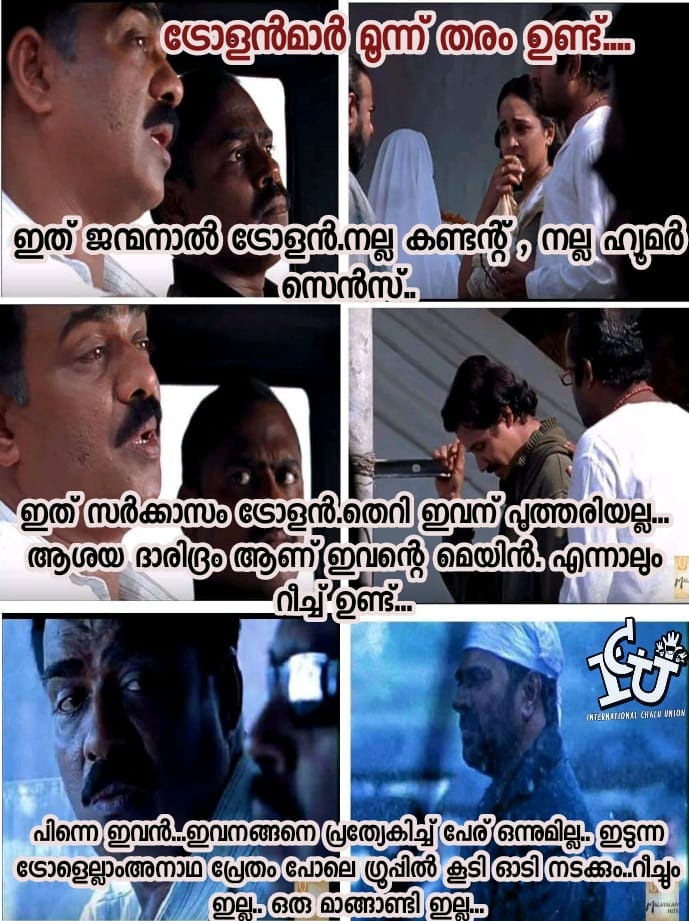 ട്രോളൻമാർ മൂന്ന് തരം ഉണ്ട്....
ഇത് ജന്മനാൽ ട്രോളൻ.നല്ല കണ്ടന്റ് , നല്ല ഹ്യൂമർ
സെൻസ്..
ഇത് സർക്കാസം ട്രോളൻ.തെറി ഇവന് പുത്തരിയല്ല...
ആശയ ദാരിദ്രം ആണ് ഇവന്റെ മെയിൻ. എന്നാലും
റീച്ച് ഉണ്ട്...
ICU
INTERNATIONAL CHALU UNION
പിന്നെ ഇവൻ...ഇവനങ്ങനെ പ്രത്യേകിച്ച് പേര് ഒന്നുമില്ല.. ഇടുന്ന
ട്രോളെല്ലാംഅനാഥ പ്രേതം പോലെ ഗ്രൂപ്പിൽ കൂടി ഓടി നടക്കും..റീച്ചും
ഇല്ല.. ഒരു മാങ്ങാണ്ടി ഇല്ല...